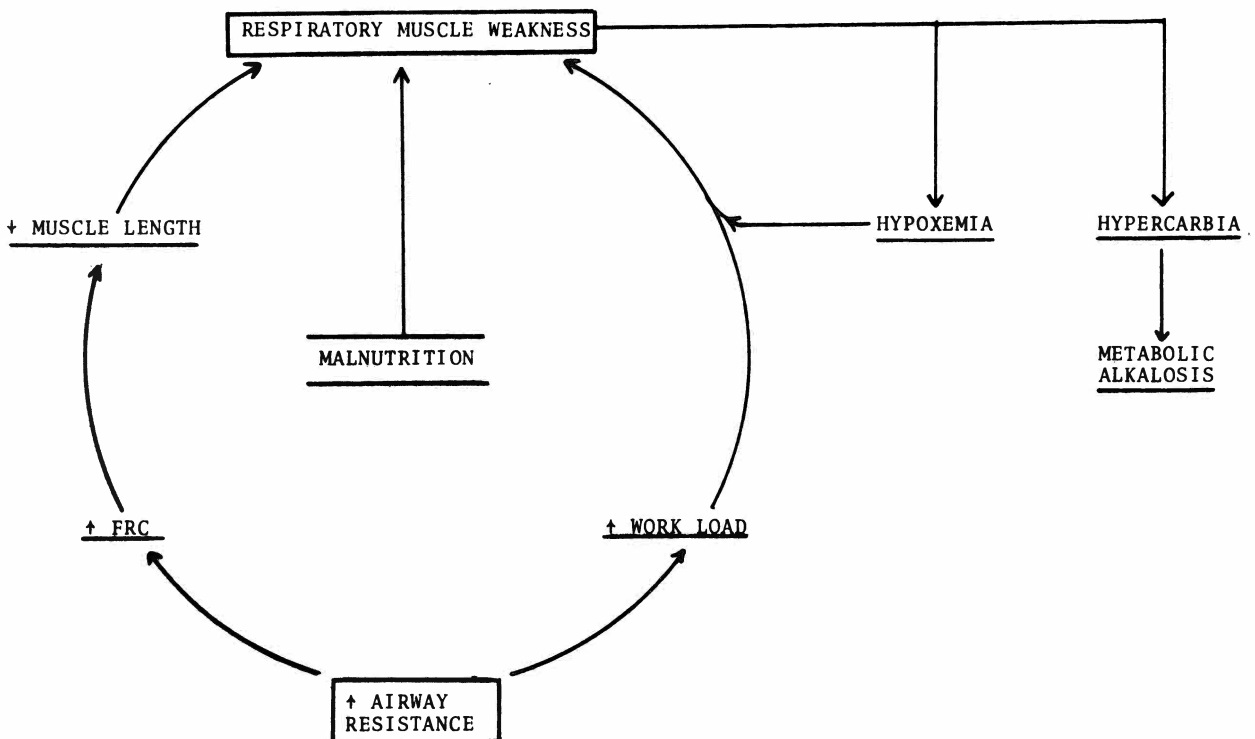 RESPIRATORY MUSCLE WEAKNESS
↓ MUSCLE LENGTH
HYPOXEMIA
HYPERCARBIA
MALNUTRITION
METABOLIC
ALKALOSIS
↑ FRC
↑ WORK LOAD
↑ AIRWAY
RESISTANCE